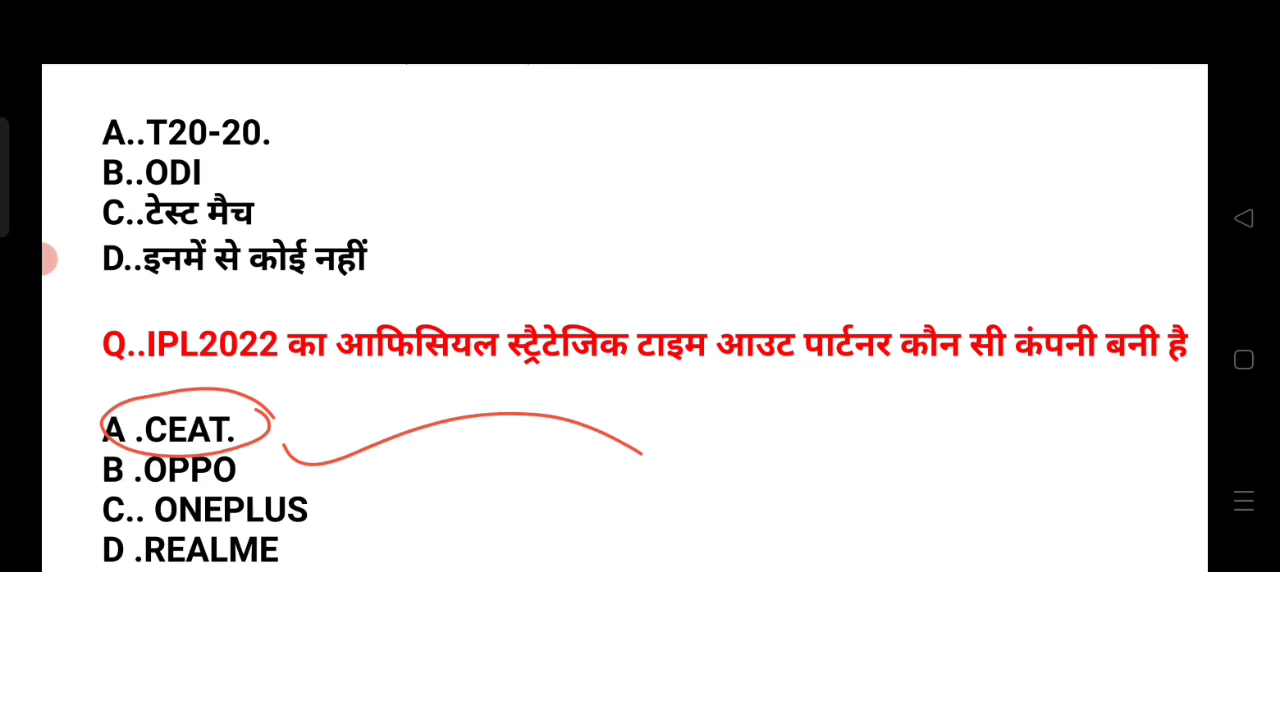 A..T20-20.
B..ODI
C..टेस्ट मैच
D..इनमें से कोई नहीं
Q..IPL2022 का आफिसियल स्ट्रैटेजिक टाइम आउट पार्टनर कौन सी कंपनी बनी है
A .CEAT.
B .OPPO
C.. ONEPLUS
D .REALME